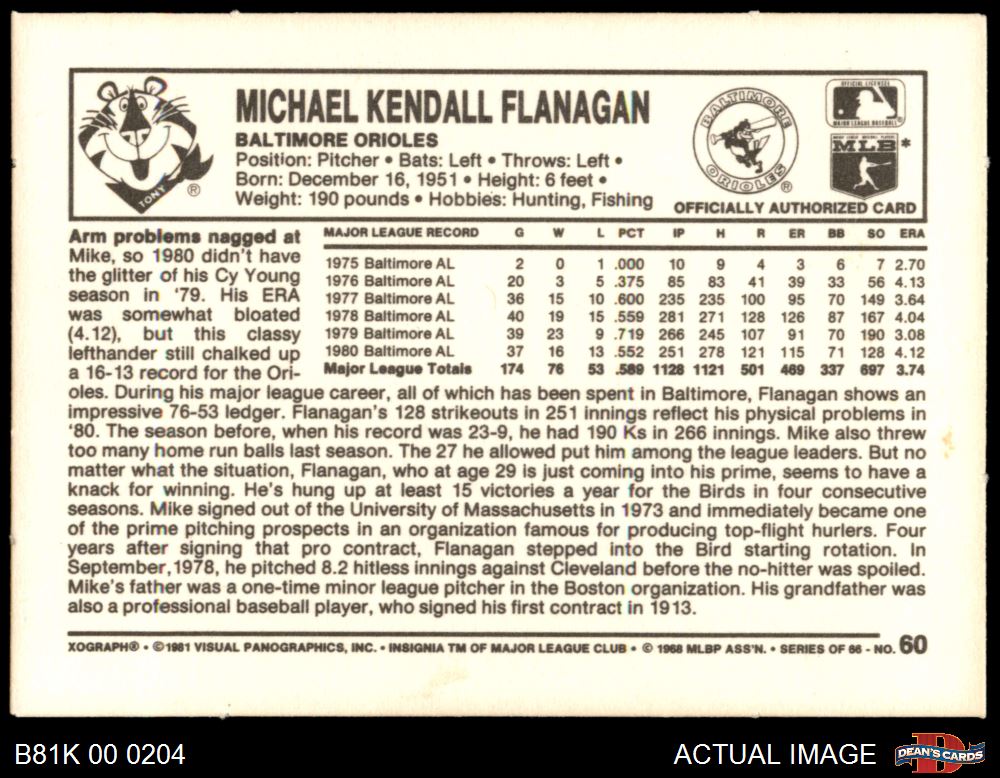 TONY ®
MICHAEL KENDALL FLANAGAN
BALTIMORE ORIOLES
Position: Pitcher • Bats: Left • Throws: Left •
Born: December 16, 1951 • Height: 6 feet •
Weight: 190 pounds • Hobbies: Hunting, Fishing
BALTIMORE ORIOLES ®
OFFICIAL LICENSEE
MAJOR LEAGUE BASEBALL
MAJOR LEAGUE BASEBALL PLAYERS
MLB *
OFFICIALLY AUTHORIZED CARD
MAJOR LEAGUE RECORD G W L PCT IP H R ER BB SO ERA
1975 Baltimore AL 2 0 1 .000 10 9 4 3 6 7 2.70
1976 Baltimore AL 20 3 5 .375 85 83 41 39 33 56 4.13
1977 Baltimore AL 36 15 10 .600 235 235 100 95 70 149 3.64
1978 Baltimore AL 40 19 15 .559 281 271 128 126 87 167 4.04
1979 Baltimore AL 39 23 9 .719 266 245 107 91 70 190 3.08
1980 Baltimore AL 37 16 13 .552 251 278 121 115 71 128 4.12
Major League Totals 174 76 53 .589 1128 1121 501 469 337 697 3.74
Arm problems nagged at
Mike, so 1980 didn't have
the glitter of his Cy Young
season in '79. His ERA
was somewhat bloated
(4.12), but this classy
lefthander still chalked up
a 16-13 record for the Ori-
oles. During his major league career, all of which has been spent in Baltimore, Flanagan shows an
impressive 76-53 ledger. Flanagan's 128 strikeouts in 251 innings reflect his physical problems in
'80. The season before, when his record was 23-9, he had 190 Ks in 266 innings. Mike also threw
too many home run balls last season. The 27 he allowed put him among the league leaders. But no
matter what the situation, Flanagan, who at age 29 is just coming into his prime, seems to have a
knack for winning. He's hung up at least 15 victories a year for the Birds in four consecutive
seasons. Mike signed out of the University of Massachusetts in 1973 and immediately became one
of the prime pitching prospects in an organization famous for producing top-flight hurlers. Four
years after signing that pro contract, Flanagan stepped into the Bird starting rotation. In
September, 1978, he pitched 8.2 hitless innings against Cleveland before the no-hitter was spoiled.
Mike's father was a one-time minor league pitcher in the Boston organization. His grandfather was
also a professional baseball player, who signed his first contract in 1913.
XOGRAPH® • ©1981 VISUAL PANOGRAPHICS, INC. • INSIGNIA TM OF MAJOR LEAGUE CLUB • © 1968 MLBP ASS'N. • SERIES OF 66 - NO. 60
B81K 00 0204
ACTUAL IMAGE
DEAN'S CARDS